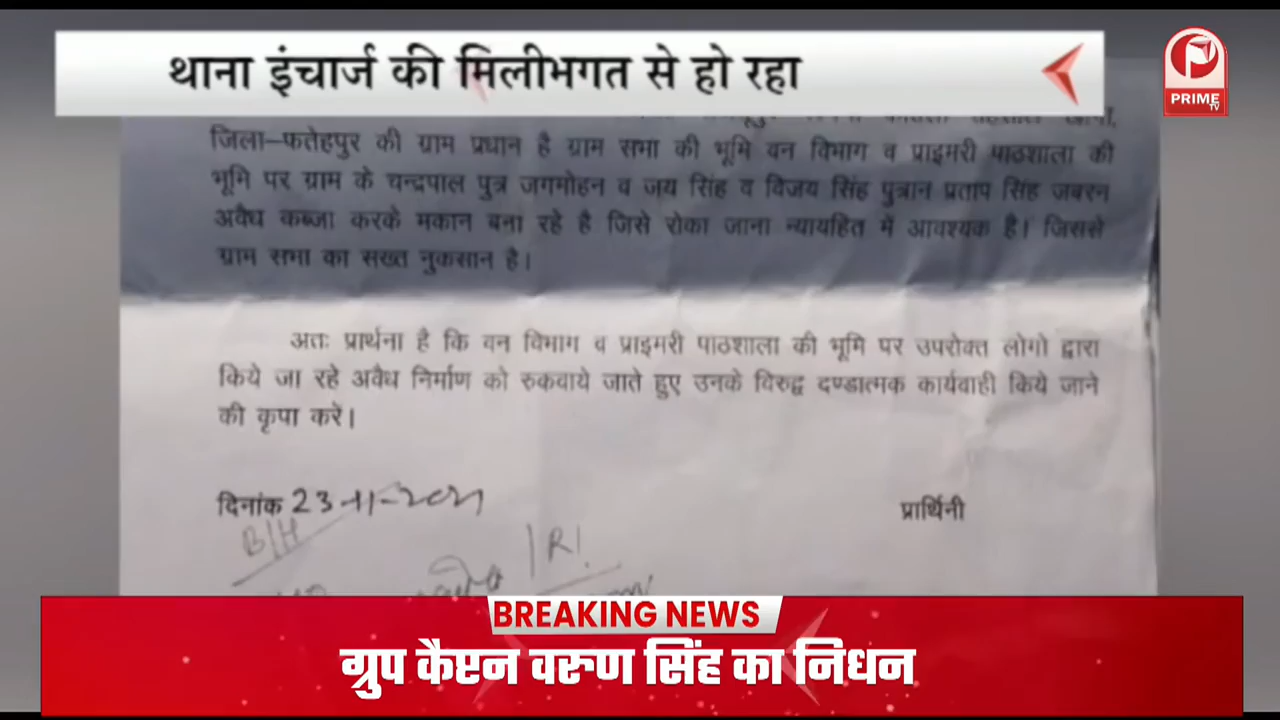 थाना इंचार्ज की मिलीभगत से हो रहा
PRIME TV
जिला–फतेहपुर की ग्राम प्रधान है ग्राम सभा की भूमि वन विभाग व प्राइमरी पाठशाला की
भूमि पर ग्राम के चन्द्रपाल पुत्र जगमोहन व जय सिंह व विजय सिंह पुत्रान प्रताप सिंह जबरन
अवैध कब्जा करके मकान बना रहे है जिसे रोका जाना न्यायहित में आवश्यक है। जिससे
ग्राम सभा का सख्त नुकसान है।
अतः प्रार्थना है कि वन विभाग व प्राइमरी पाठशाला की भूमि पर उपरोक्त लोगो द्वारा
किये जा रहे अवैध निर्माण को रुकवाये जाते हुए उनके विरुद्ध दण्डात्मक कार्यवाही किये जाने
की कृपा करें।
दिनांक 23-11-2021
प्रार्थिनी
BREAKING NEWS
ग्रुप कैप्टन वरुण सिंह का निधन